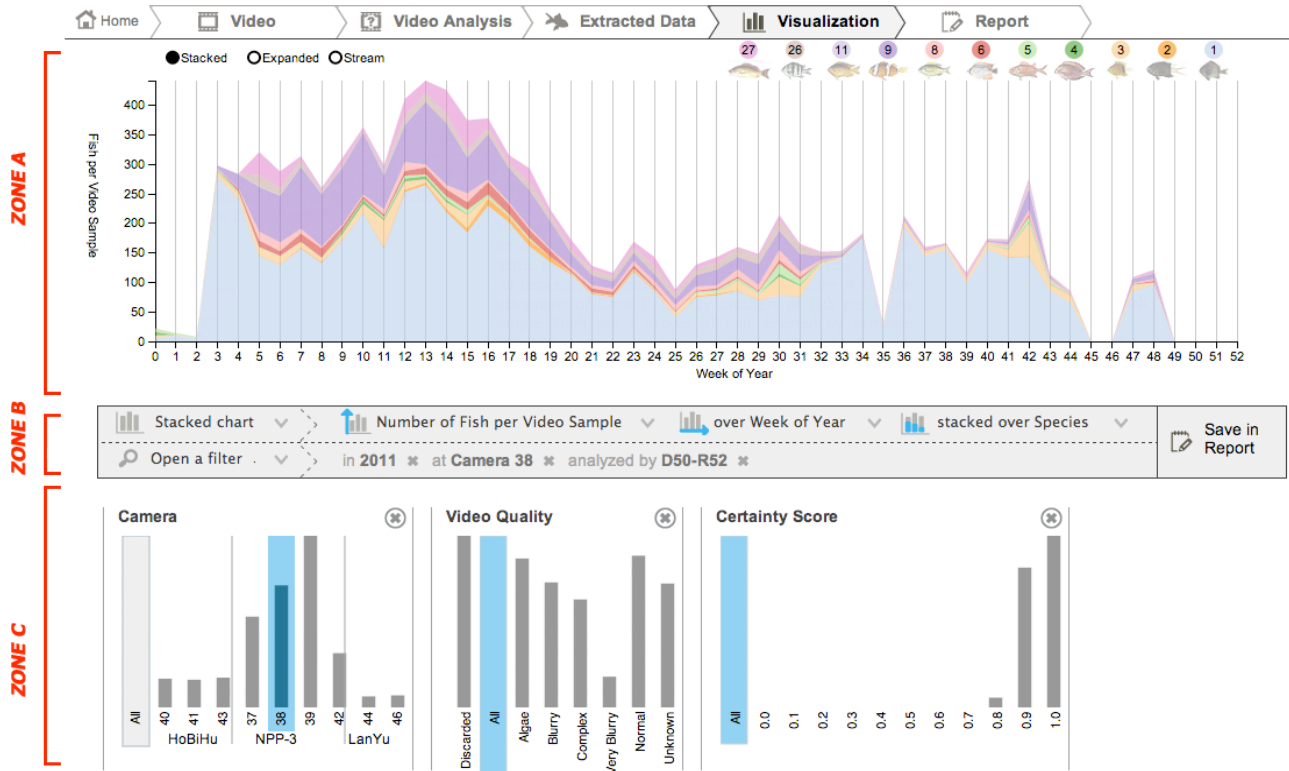 Home Video Video Analysis Extracted Data Visualization Report
Stacked Expanded Stream
27 26 11 9 8 6 5 4 3 2 1
ZONE A
Fish per Video Sample
400
350
300
250
200
150
100
50
0
0 1 2 3 4 5 6 7 8 9 10 11 12 13 14 15 16 17 18 19 20 21 22 23 24 25 26 27 28 29 30 31 32 33 34 35 36 37 38 39 40 41 42 43 44 45 46 47 48 49 50 51 52
Week of Year
ZONE B
Stacked chart Number of Fish per Video Sample over Week of Year stacked over Species
Open a filter . in 2011 at Camera 38 analyzed by D50-R52
Save in
Report
ZONE C
Camera
All 40 41 43 37 38 39 42 44 46
HoBiHu NPP-3 LanYu
Video Quality
Discarded All Algae Blurry Complex Very Blurry Normal Unknown
Certainty Score
All 0.0 0.1 0.2 0.3 0.4 0.5 0.6 0.7 0.8 0.9 1.0